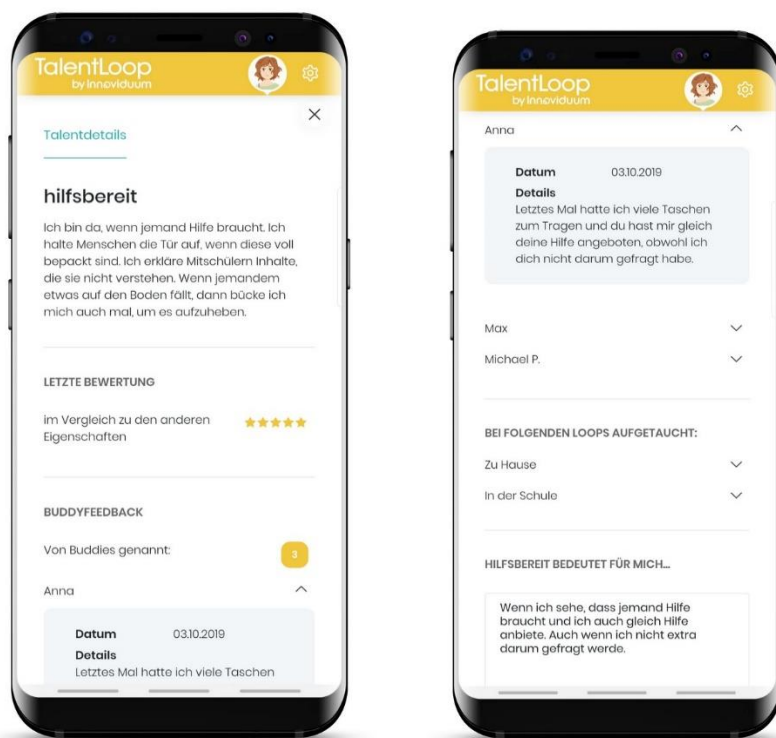 TalentLoop
by Innoviduum
Talentdetails
hilfsbereit
Ich bin da, wenn jemand Hilfe braucht. Ich
halte Menschen die Tür auf, wenn diese voll
bepackt sind. Ich erkläre Mitschülern Inhalte,
die sie nicht verstehen. Wenn jemandem
etwas auf den Boden fällt, dann bücke ich
mich auch mal, um es aufzuheben.
LETZTE BEWERTUNG
im Vergleich zu den anderen
Eigenschaften
BUDDYFEEDBACK
Von Buddies genannt:
3
Anna
Datum 03.10.2019
Details
Letztes Mal hatte ich viele Taschen
TalentLoop
by Innoviduum
Anna
Datum 03.10.2019
Details
Letztes Mal hatte ich viele Taschen
zum Tragen und du hast mir gleich
deine Hilfe angeboten, obwohl ich
dich nicht darum gefragt habe.
Max
Michael P.
BEI FOLGENDEN LOOPS AUFGETAUCHT:
Zu Hause
In der Schule
HILFSBEREIT BEDEUTET FÜR MICH...
Wenn ich sehe, dass jemand Hilfe
braucht und ich auch gleich Hilfe
anbiete. Auch wenn ich nicht extra
darum gefragt werde.